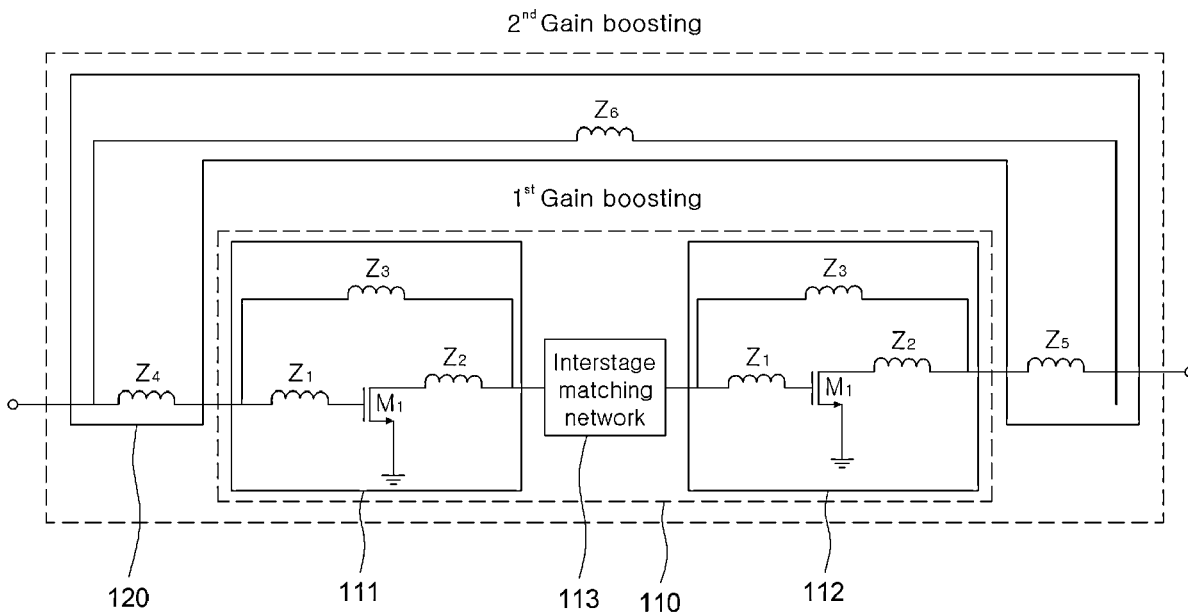 2nd Gain boosting
Z6
1st Gain boosting
Z3
Z3
Z4
Z1
Z2
M1
Interstage
matching
network
Z1
Z2
M1
Z5
120
111
113
110
112